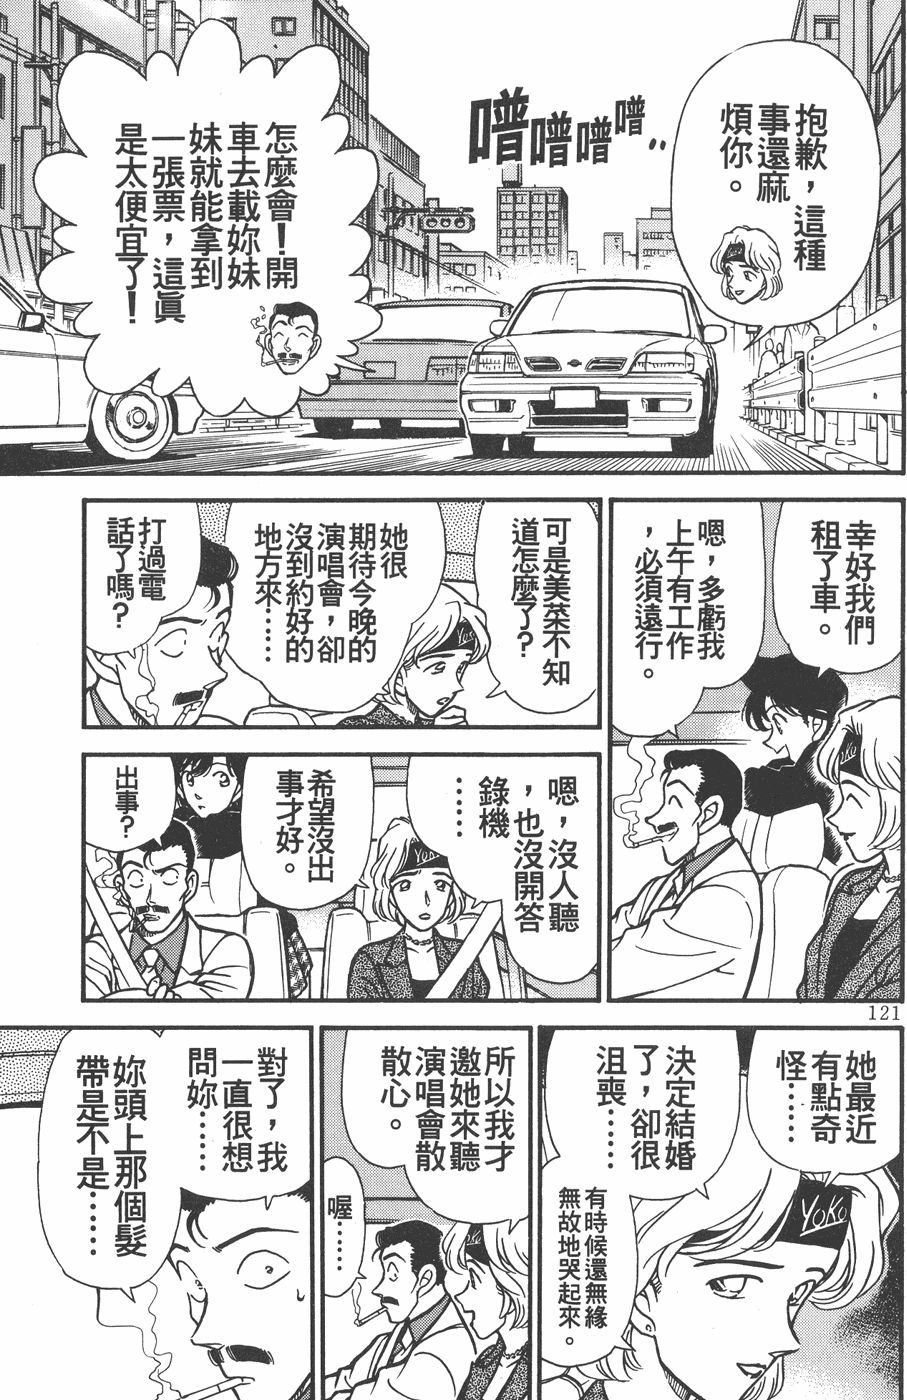 抱歉，這種
事還麻
煩你。
噜噜噜噜‥
怎麼會！開
車去載妳妹
妹就能拿到
一張票，這真
是太便宜了！
幸好我們
租了車。
嗯，多虧我
上午有工作
，必須遠行。
YoKo
可是美菜不知
道怎麼了？
她很
期待今晚的
演唱會，卻
沒到約好的
地方來……
打過電
話了嗎？
嗯，沒人聽
，也沒開答
錄機
……
希望沒出
事才好。
YoKo
出事？
121
她最近
有點奇
怪……
決定結婚
了，卻很
沮喪……
有時候還無緣
無故地哭起來。
YoKo
所以我才
邀她來聽
演唱會散
散心。
喔…
對了，我
一直很想
問妳……
妳頭上那個髮
帶是不是……